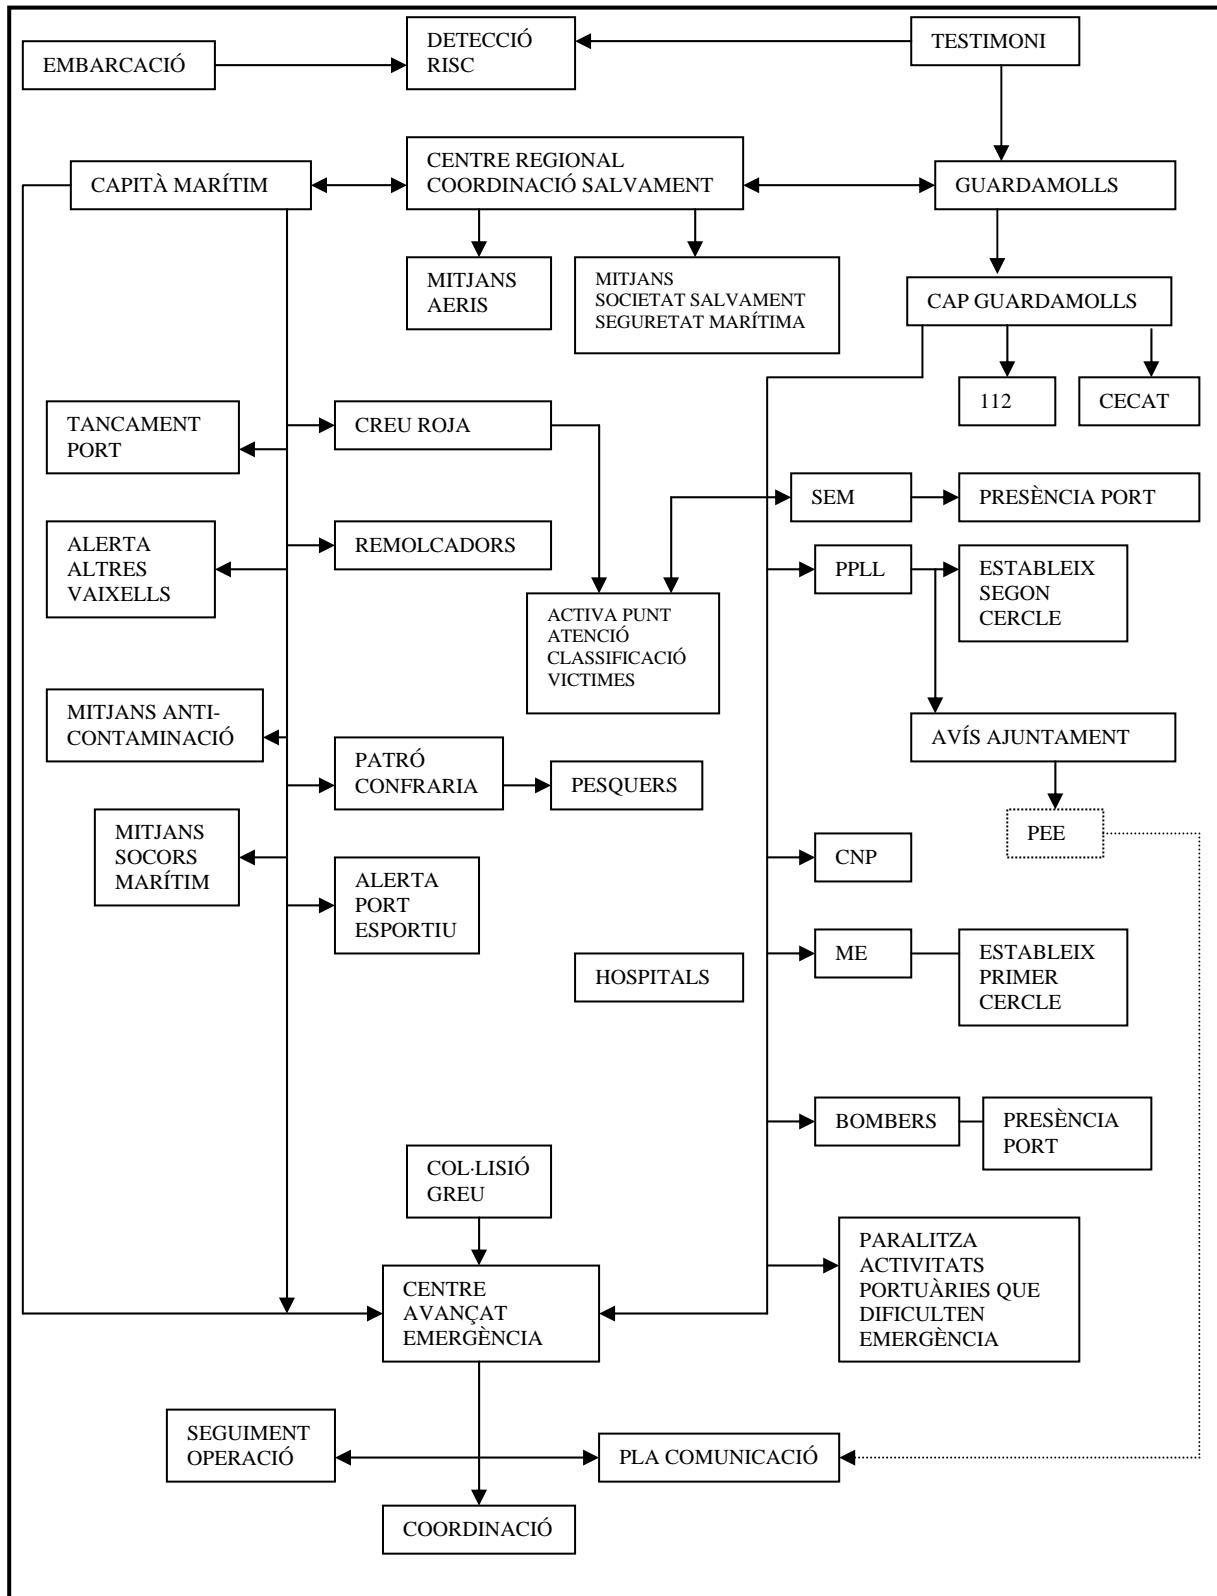 EMBARCACIÓ
DETECCIÓ
RISC
TESTIMONI
CAPITÀ MARÍTIM
CENTRE REGIONAL
COORDINACIÓ SALVAMENT
GUARDAMOLLS
MITJANS
AERIS
MITJANS
SOCIETAT SALVAMENT
SEGURETAT MARÍTIMA
CAP GUARDAMOLLS
112
CECAT
TANCAMENT
PORT
CREU ROJA
SEM
PRESÈNCIA PORT
ALERTA
ALTRES
VAIXELLS
REMOLCADORS
PPLL
ESTABLEIX
SEGON
CERCLE
ACTIVA PUNT
ATENCIÓ
CLASSIFICACIÓ
VICTIMES
MITJANS ANTI-
CONTAMINACIÓ
AVÍS AJUNTAMENT
PATRÓ
CONFRARIA
PESQUERS
PEE
MITJANS
SOCORS
MARÍTIM
CNP
ALERTA
PORT
ESPORTIU
HOSPITALS
ME
ESTABLEIX
PRIMER
CERCLE
BOMBERS
PRESÈNCIA
PORT
COL·LISIÓ
GREU
PARALITZA
ACTIVITATS
PORTUÀRIES QUE
DIFICULTEN
EMERGÈNCIA
CENTRE
AVANÇAT
EMERGÈNCIA
SEGUIMENT
OPERACIÓ
PLA COMUNICACIÓ
COORDINACIÓ